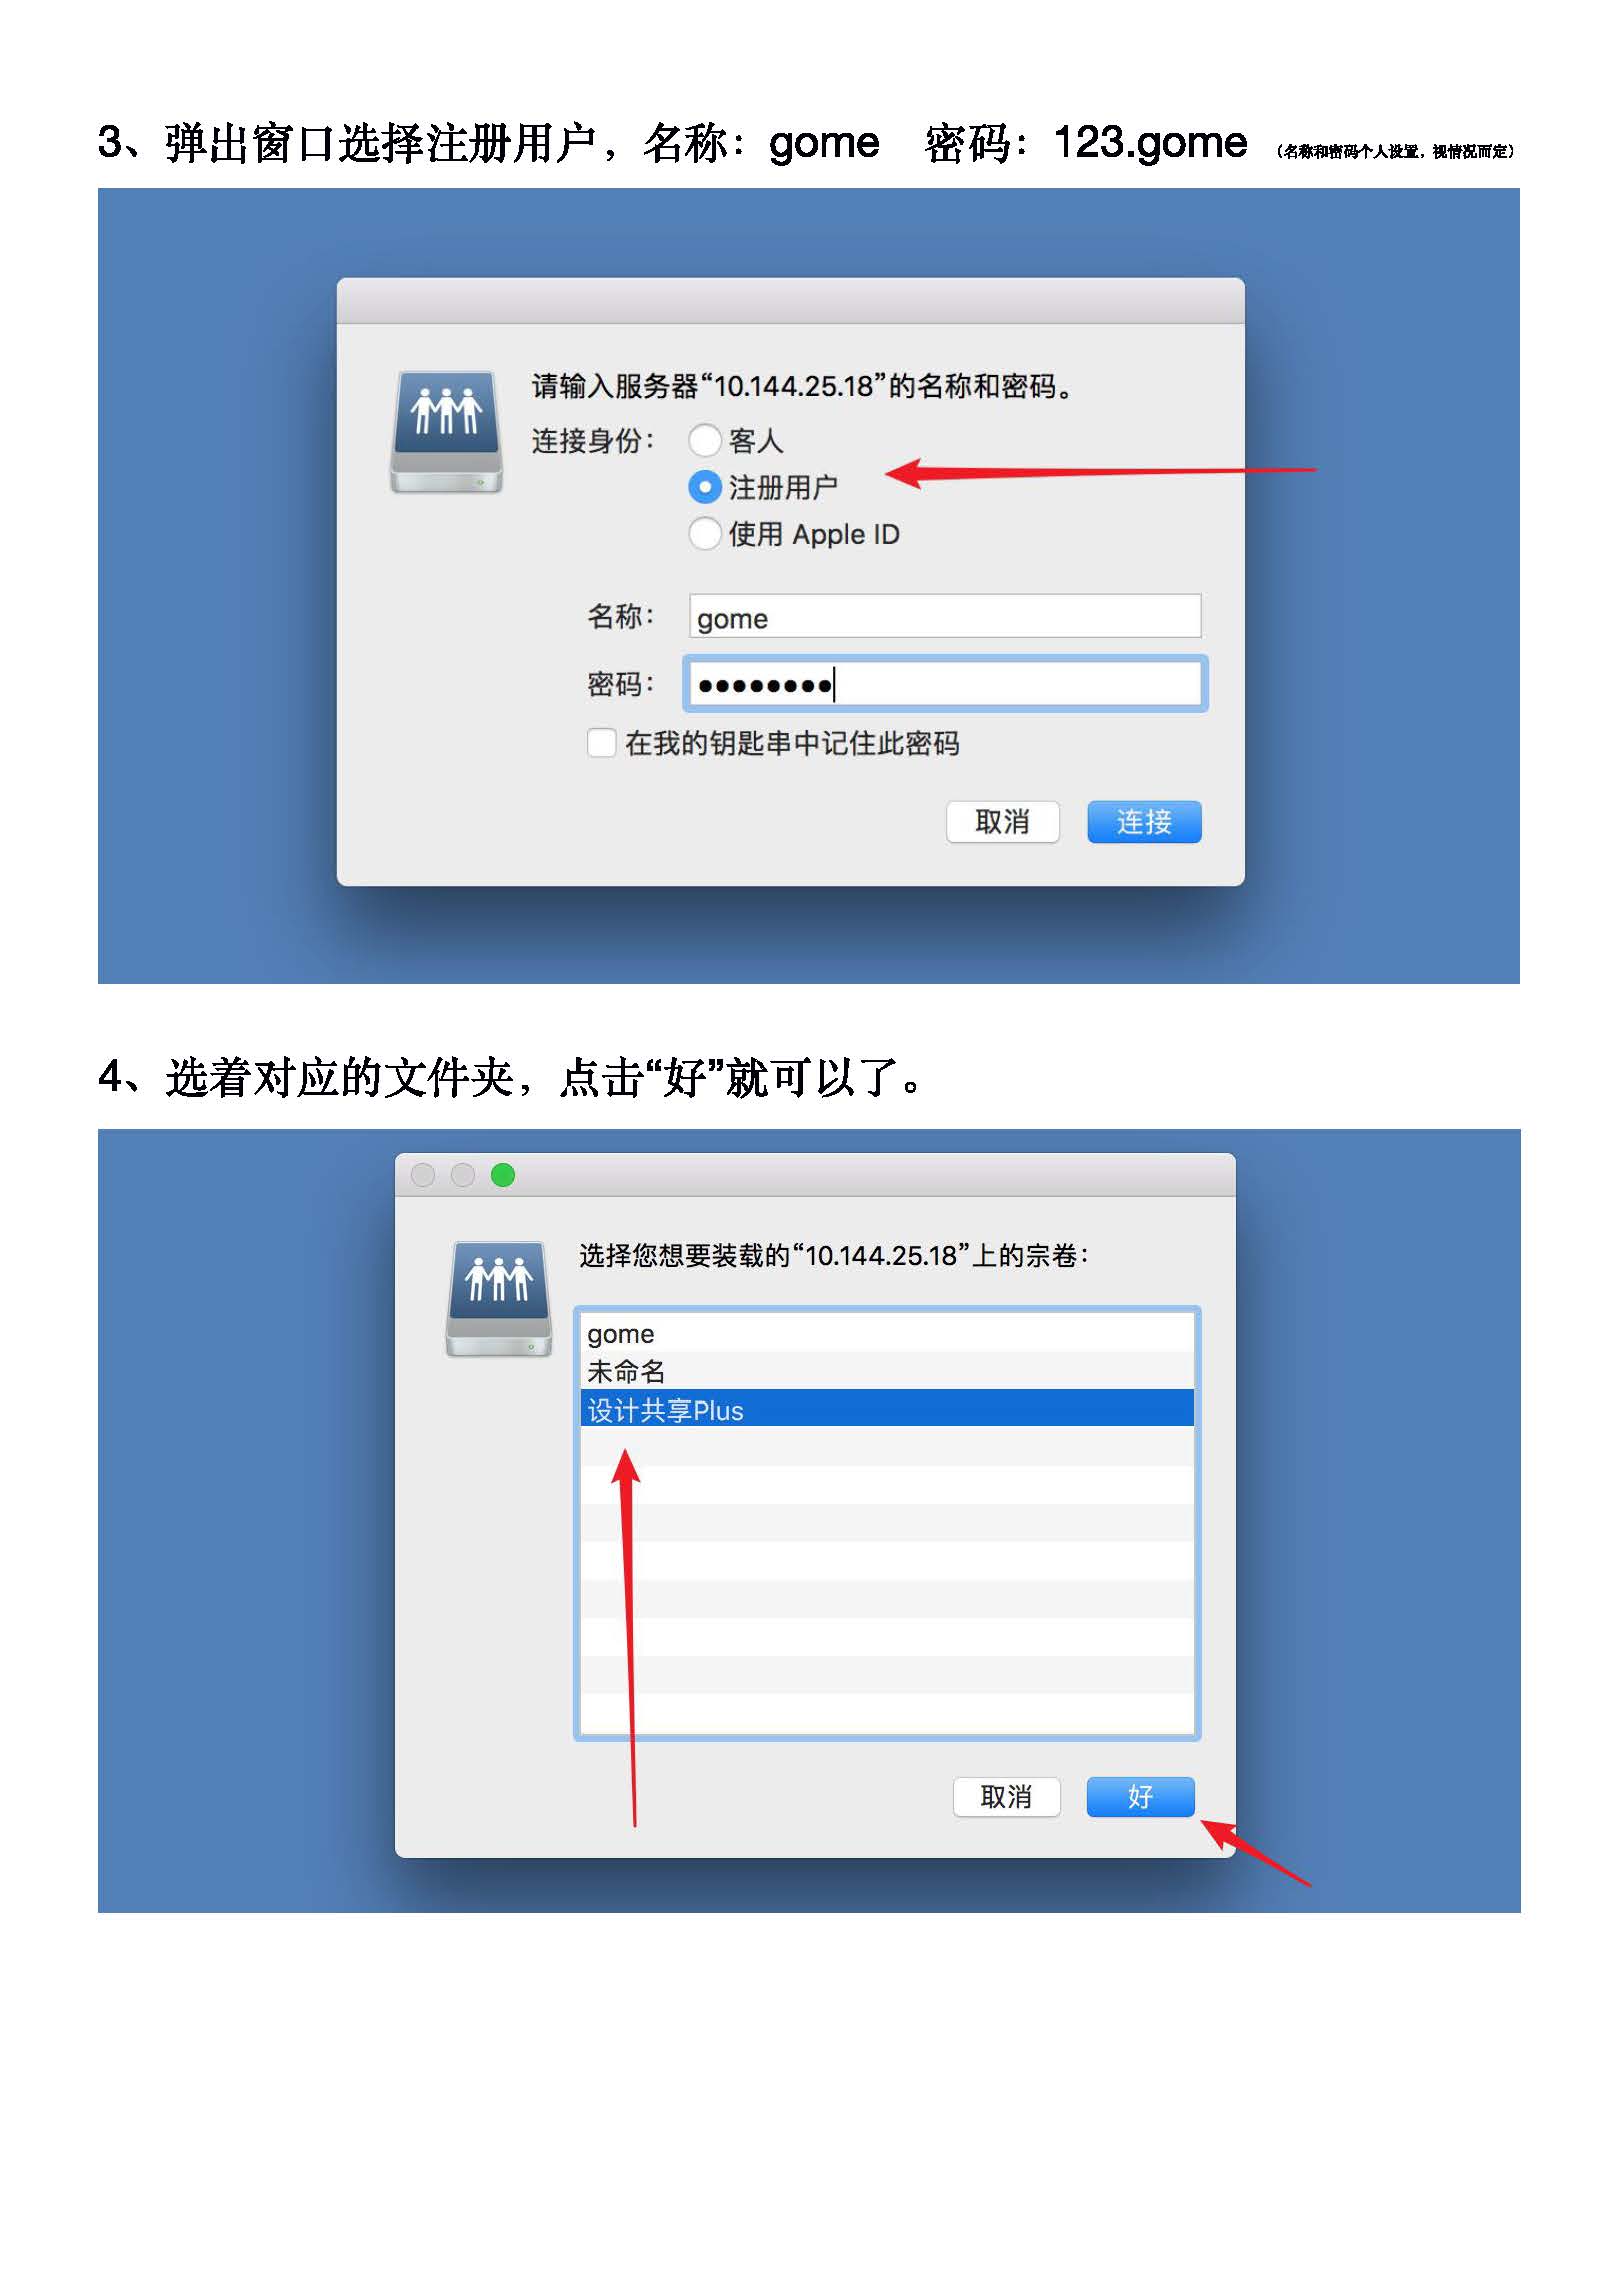 3、弹出窗口选择注册用户，名称：gome 密码：123.gome （名称和密码个人设置，视情况而定）
请输入服务器“10.144.25.18”的名称和密码。
连接身份： 客人
注册用户
使用 Apple ID
名称： gome
密码： ••••••••
在我的钥匙串中记住此密码
取消 连接
4、选着对应的文件夹，点击“好”就可以了。
选择您想要装载的“10.144.25.18”上的宗卷：
gome
未命名
设计共享Plus
取消 好